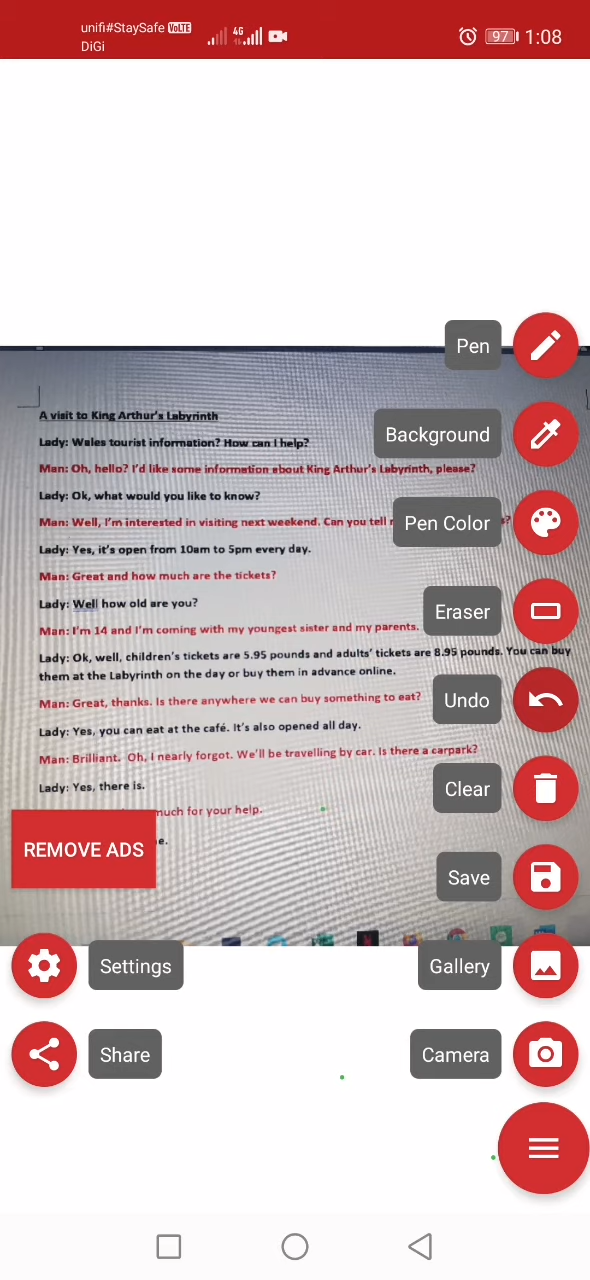 unifi#StaySafe VoLTE
DiGi
4G
97
1:08
Pen
A visit to King Arthur's Labyrinth
Lady: Wales tourist information? How can I help?
Background
Man: Oh, hello? I'd like some information about King Arthur's Labyrinth, please?
Lady: Ok, what would you like to know?
Man: Well, I'm interested in visiting next weekend. Can you tell
Pen Color
s?
Lady: Yes, it's open from 10am to 5pm every day.
Man: Great and how much are the tickets?
Lady: Well how old are you?
Eraser
Man: I'm 14 and I'm coming with my youngest sister and my parents.
Lady: Ok, well, children's tickets are 5.95 pounds and adults' tickets are 8.95 pounds. You can buy
them at the Labyrinth on the day or buy them in advance online.
Man: Great, thanks. Is there anywhere we can buy something to eat?
Undo
Lady: Yes, you can eat at the café. It's also opened all day.
Man: Brilliant. Oh, I nearly forgot. We'll be travelling by car. Is there a carpark?
Lady: Yes, there is.
Clear
much for your help.
e.
REMOVE ADS
Save
Settings
Gallery
Share
Camera